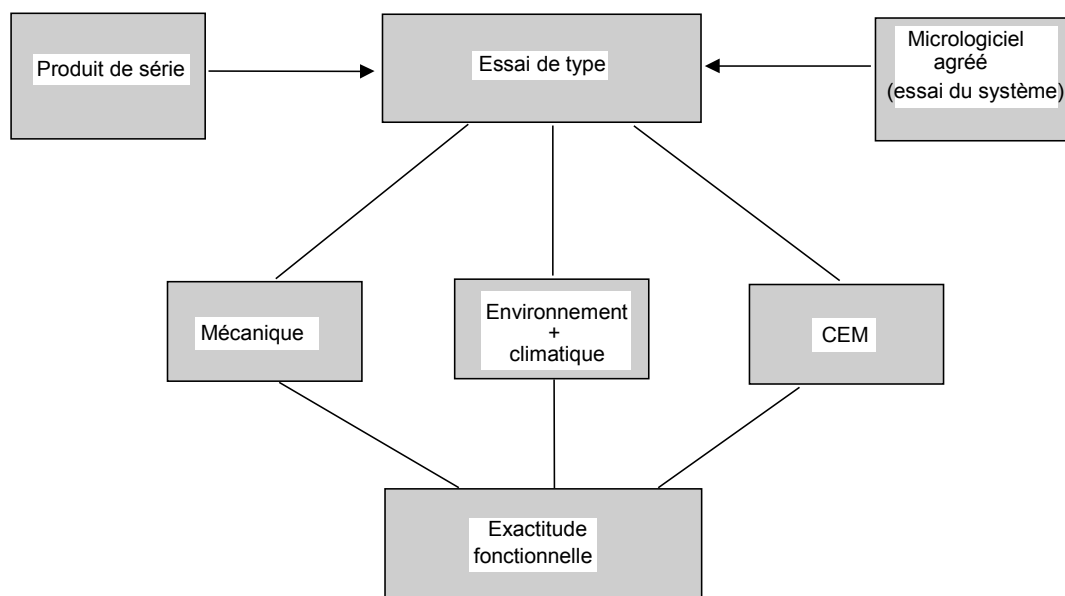 Produit de série
Essai de type
Micrologiciel
agréé
(essai du système)
Mécanique
Environnement
+
climatique
CEM
Exactitude
fonctionnelle